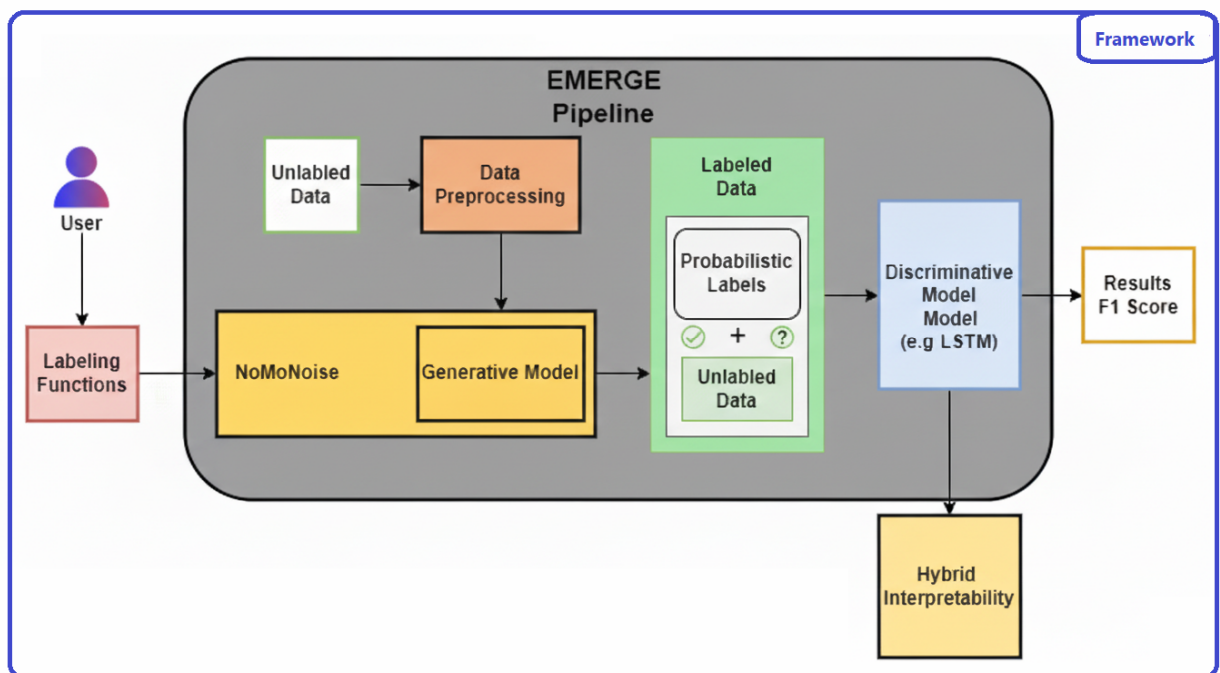 Framework
EMERGE
Pipeline
User
Unlabled
Data
Data
Preprocessing
Labeling
Functions
NoMoNoise
Generative Model
Labeled
Data
Probabilistic
Labels
+
?
Unlabled
Data
Discriminative
Model
Model
(e.g LSTM)
Results
F1 Score
Hybrid
Interpretability